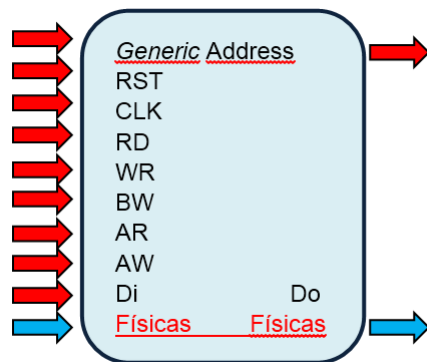 Generic Address
RST
CLK
RD
WR
BW
AR
AW
Di Do
Físicas Físicas